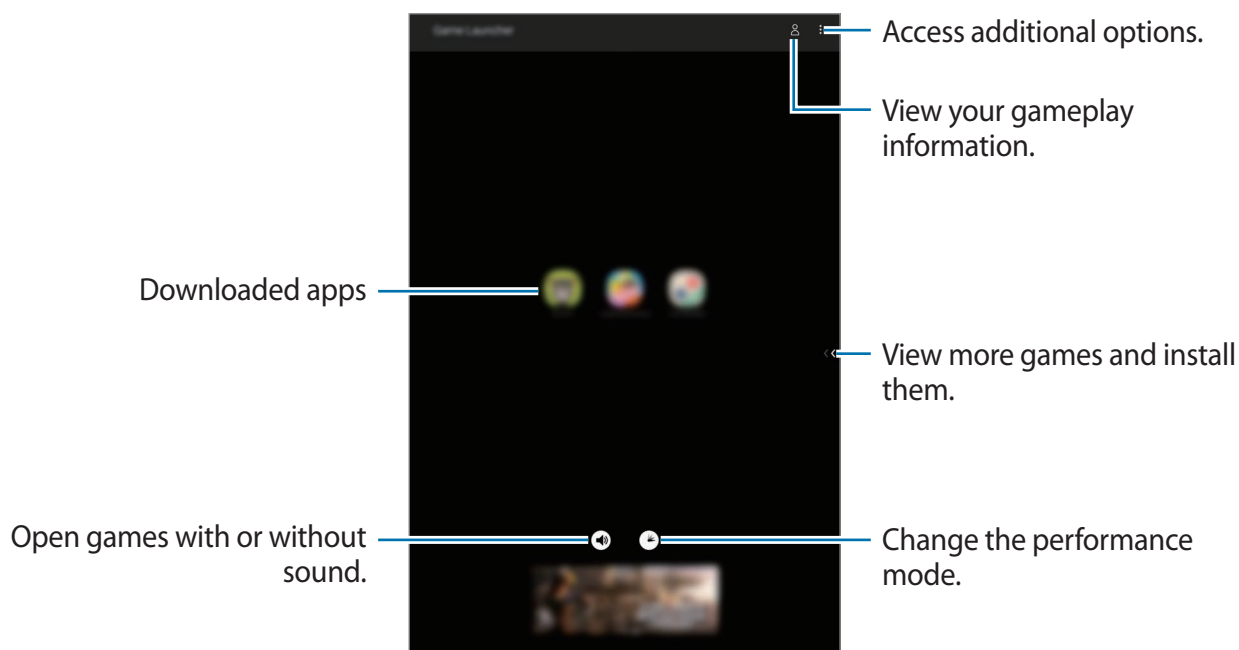 Game Launcher
Access additional options.
View your gameplay
information.
Downloaded apps
View more games and install
them.
Open games with or without
sound.
Change the performance
mode.